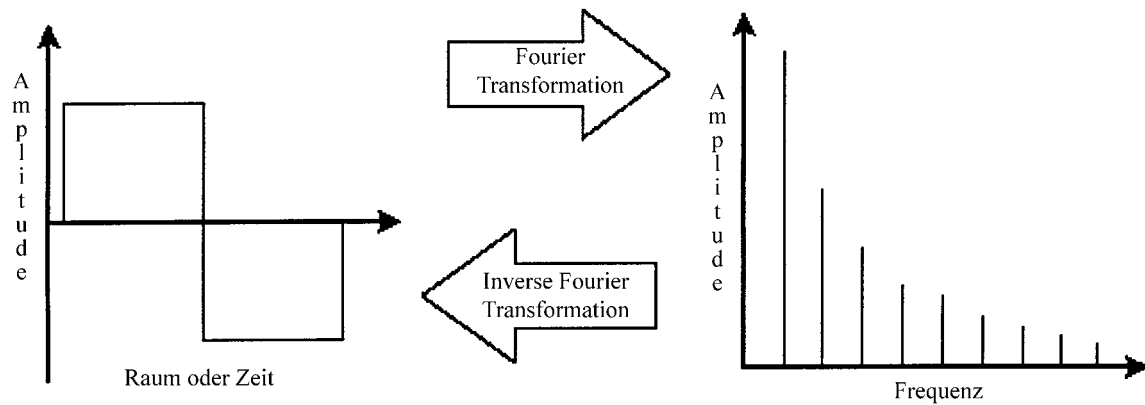 Amplitude
Raum oder Zeit
Fourier
Transformation
Inverse Fourier
Transformation
Amplitude
Frequenz